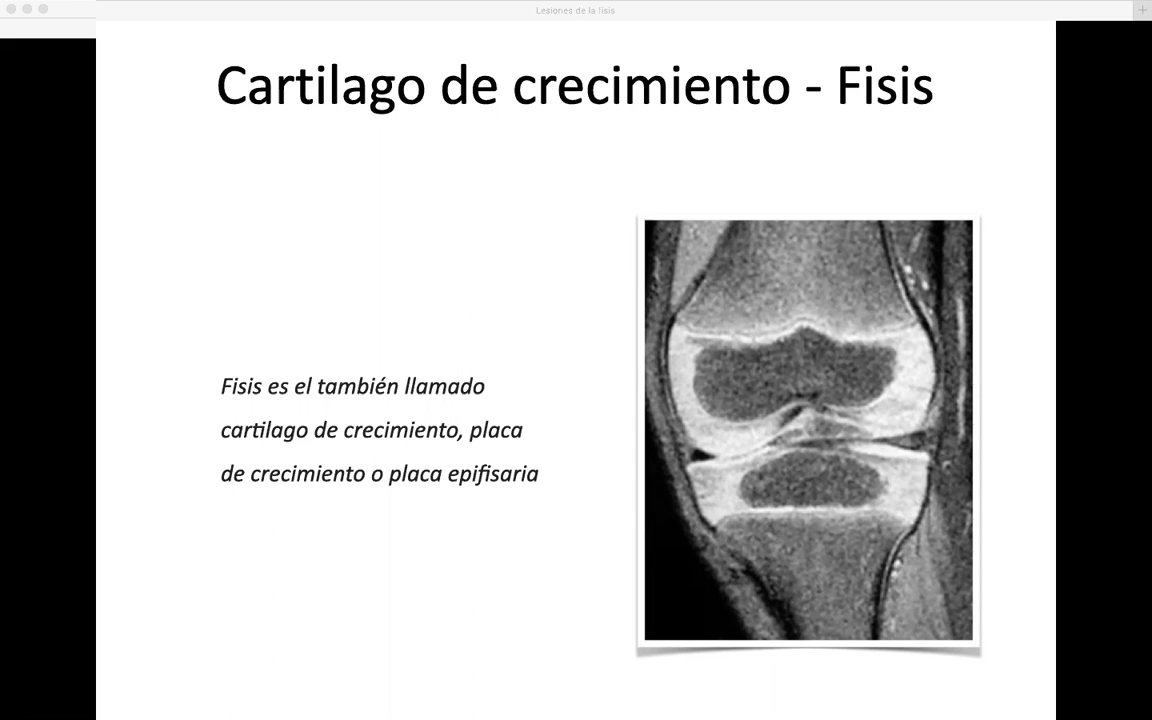 Lesiones de la fisis
Cartilago de crecimiento - Fisis
Fisis es el también llamado
cartilago de crecimiento, placa
de crecimiento o placa epifisaria